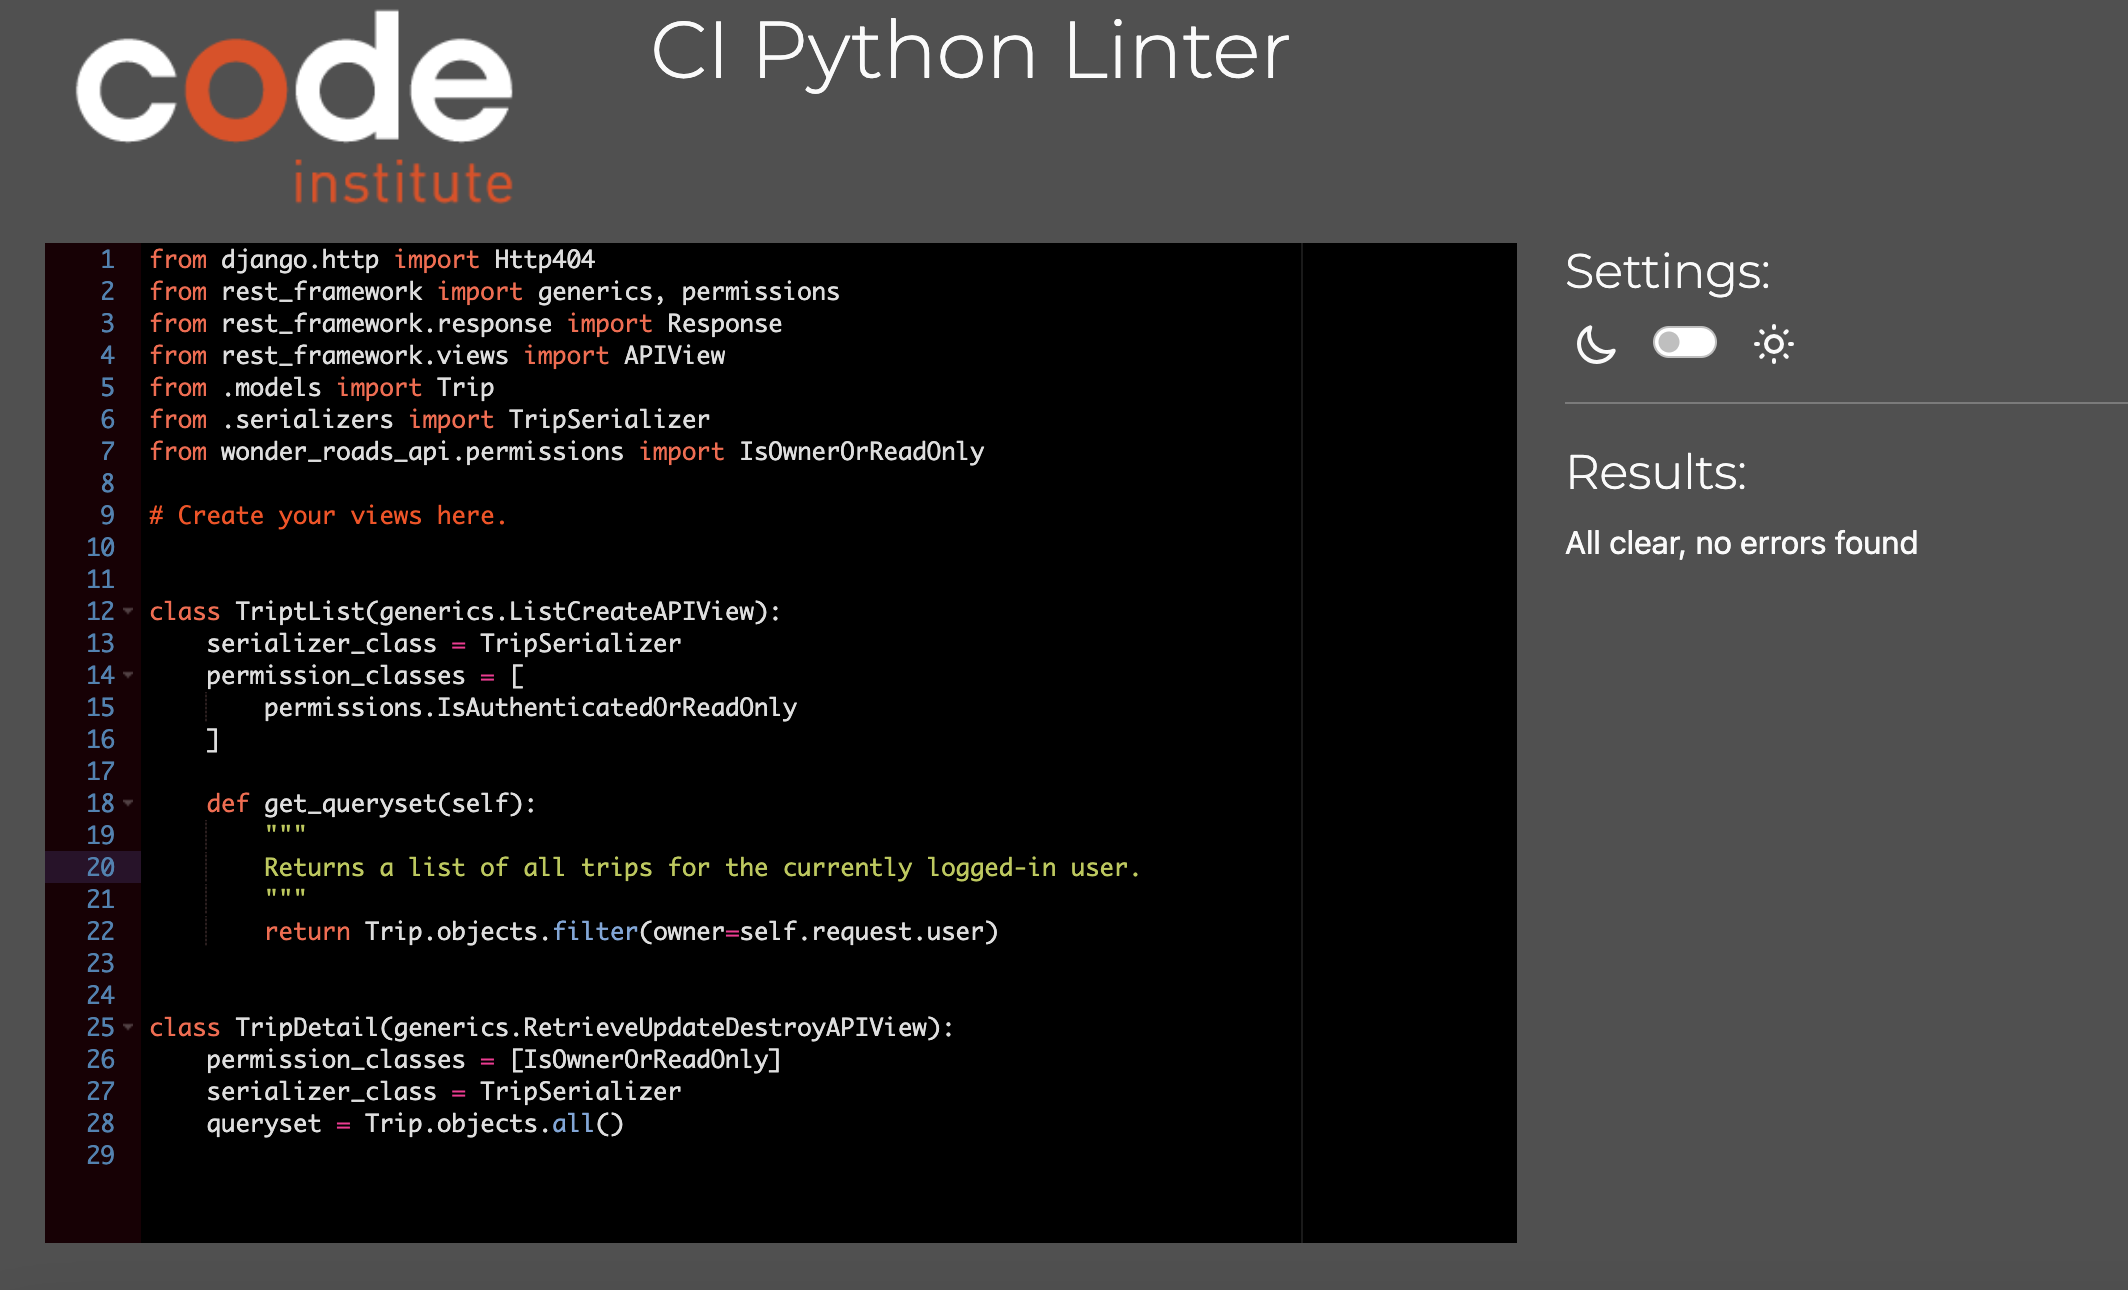 code
institute
CI Python Linter
1 from django.http import Http404
2 from rest_framework import generics, permissions
3 from rest_framework.response import Response
4 from rest_framework.views import APIView
5 from .models import Trip
6 from .serializers import TripSerializer
7 from wonder_roads_api.permissions import IsOwnerOrReadOnly
8
9 # Create your views here.
10
11
12 class TriptList(generics.ListCreateAPIView):
13     serializer_class = TripSerializer
14     permission_classes = [
15         permissions.IsAuthenticatedOrReadOnly
16     ]
17
18     def get_queryset(self):
19         """
20         Returns a list of all trips for the currently logged-in user.
21         """
22         return Trip.objects.filter(owner=self.request.user)
23
24
25 class TripDetail(generics.RetrieveUpdateDestroyAPIView):
26     permission_classes = [IsOwnerOrReadOnly]
27     serializer_class = TripSerializer
28     queryset = Trip.objects.all()
29
Settings:
Results:
All clear, no errors found